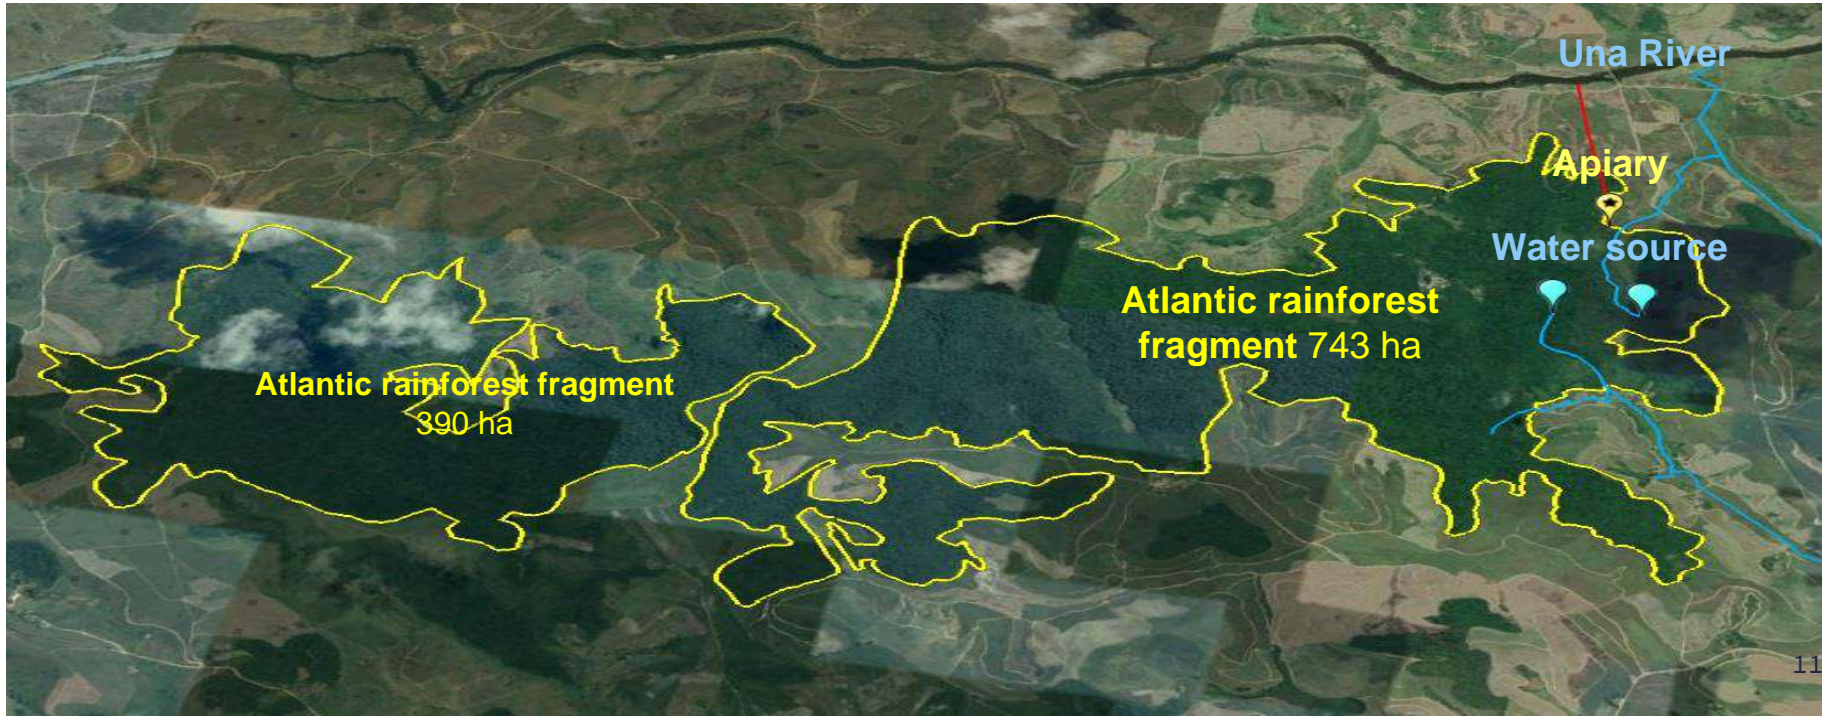 Una River
Apiary
Water source
Atlantic rainforest
fragment 743 ha
Atlantic rainforest fragment
390 ha
11